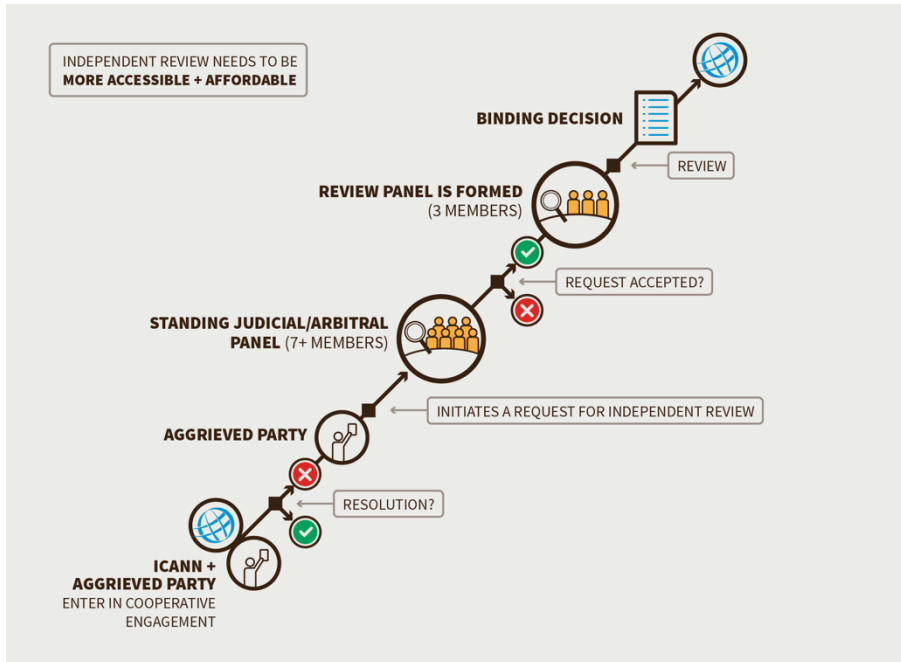 INDEPENDENT REVIEW NEEDS TO BE
MORE ACCESSIBLE + AFFORDABLE
BINDING DECISION
REVIEW
REVIEW PANEL IS FORMED
(3 MEMBERS)
REQUEST ACCEPTED?
STANDING JUDICIAL/ARBITRAL
PANEL (7+ MEMBERS)
INITIATES A REQUEST FOR INDEPENDENT REVIEW
AGGRIEVED PARTY
RESOLUTION?
ICANN +
AGGRIEVED PARTY
ENTER IN COOPERATIVE
ENGAGEMENT